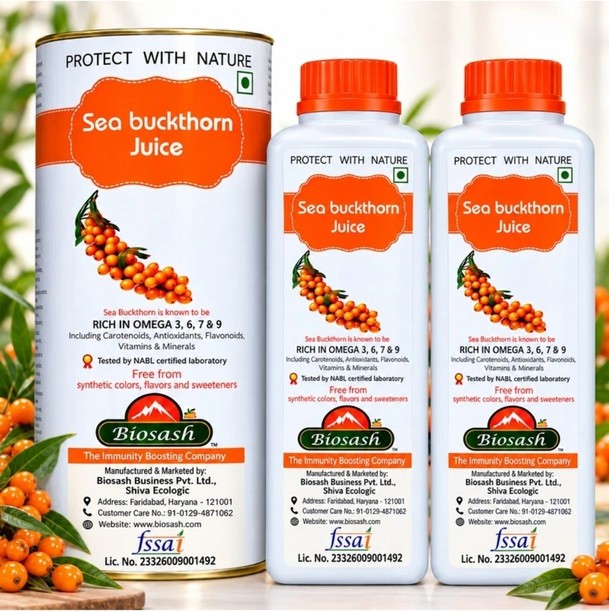 PROTECT WITH NATURE
Sea buckthorn
Juice
Sea Buckthorn is known to be
RICH IN OMEGA 3, 6, 7 & 9
Including Carotenoids, Antioxidants, Flavonoids,
Vitamins & Minerals
Tested by NABL certified laboratory
Free from
synthetic colors, flavors and sweeteners
Biosash
TM
The Immunity Boosting Company
Manufactured & Marketed by:
Biosash Business Pvt. Ltd.,
Shiva Ecologic
Address: Faridabad, Haryana - 121001
Customer Care No.: 91-0129-4871062
Website: www.biosash.com
fssai
Lic. No. 23326009001492
PROTECT WITH NATURE
Sea buckthorn
Juice
Sea Buckthorn is known to be
RICH IN OMEGA 3, 6, 7 & 9
Including Carotenoids, Antioxidants, Flavonoids,
Vitamins & Minerals
Tested by NABL certified laboratory
Free from
synthetic colors, flavors and sweeteners
Biosash
TM
The Immunity Boosting Company
Manufactured & Marketed by:
Biosash Business Pvt. Ltd.,
Shiva Ecologic
Address: Faridabad, Haryana - 121001
Customer Care No.: 91-0129-4871062
Website: www.biosash.com
fssai
Lic. No. 23326009001492
PROTECT WITH NATURE
Sea buckthorn
Juice
Sea Buckthorn is known to be
RICH IN OMEGA 3, 6, 7 & 9
Including Carotenoids, Antioxidants, Flavonoids,
Vitamins & Minerals
Tested by NABL certified laboratory
Free from
synthetic colors, flavors and sweeteners
Biosash
TM
The Immunity Boosting Company
Manufactured & Marketed by:
Biosash Business Pvt. Ltd.,
Shiva Ecologic
Address: Faridabad, Haryana - 121001
Customer Care No.: 91-0129-4871062
Website: www.biosash.com
fssai
Lic. No. 23326009001492